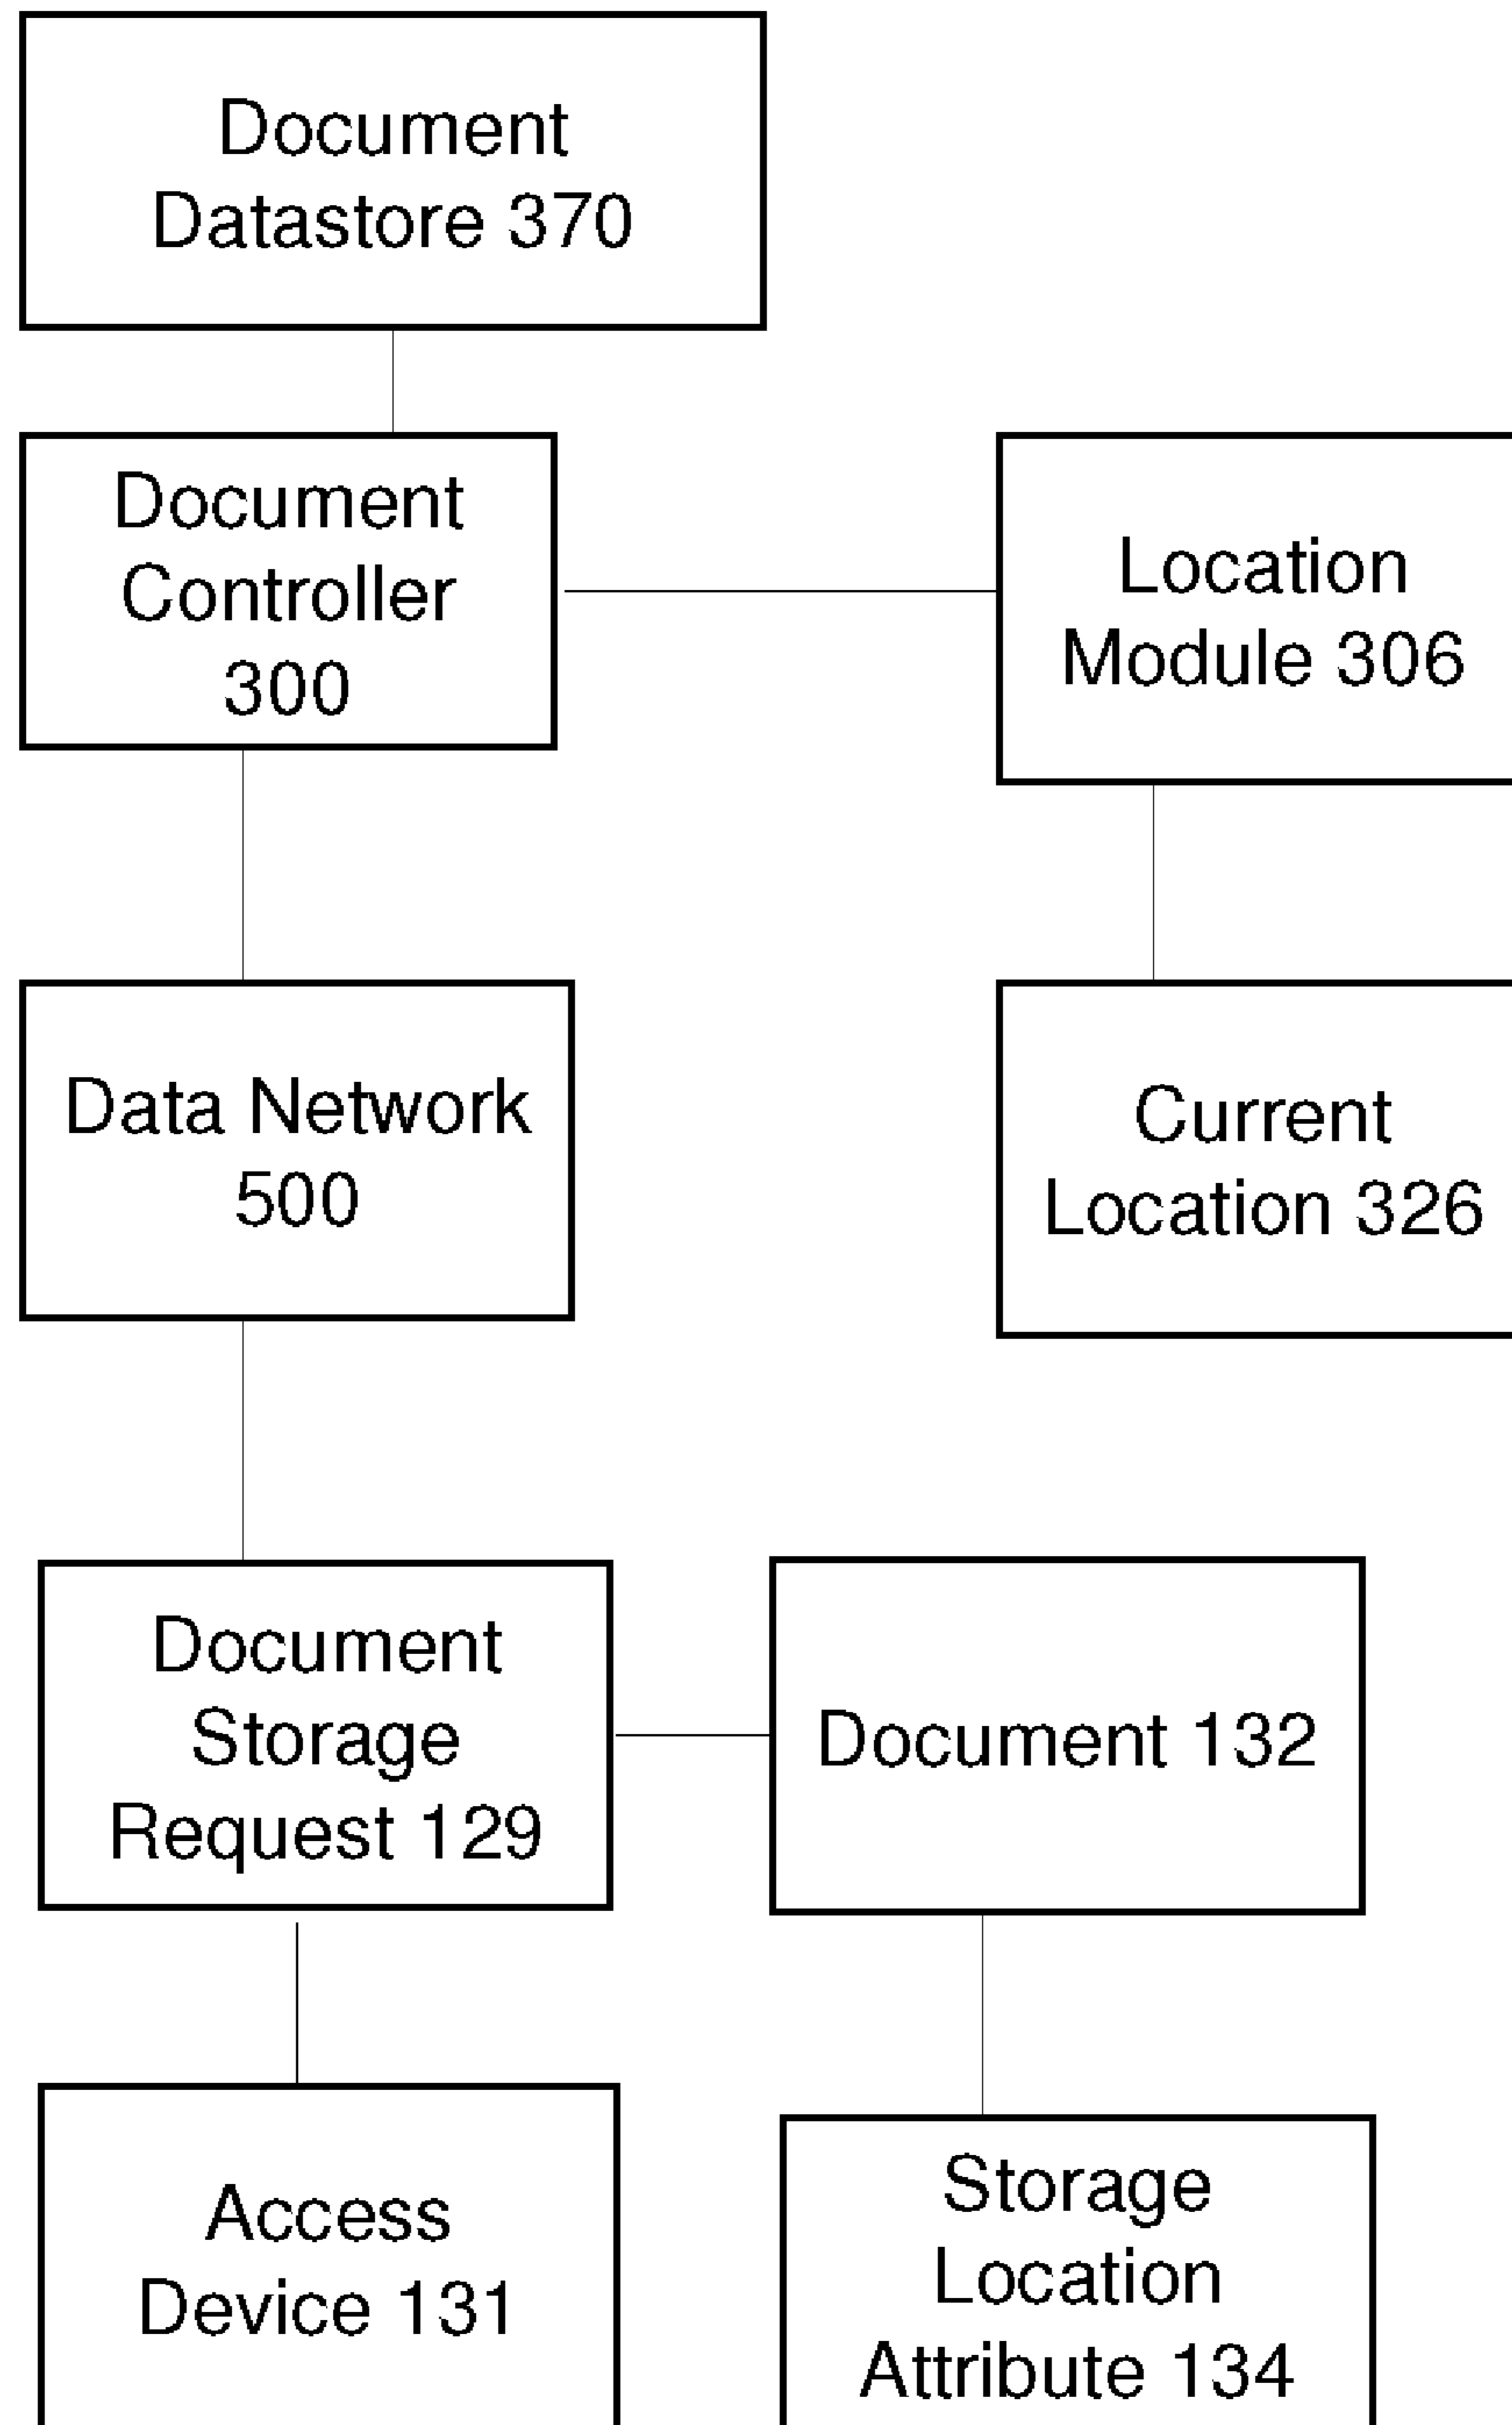 Document
Datastore 370
Document
Controller
300
Location
Module 306
Data Network
500
Current
Location 326
Document
Storage
Request 129
Document 132
Access
Device 131
Storage
Location
Attribute 134